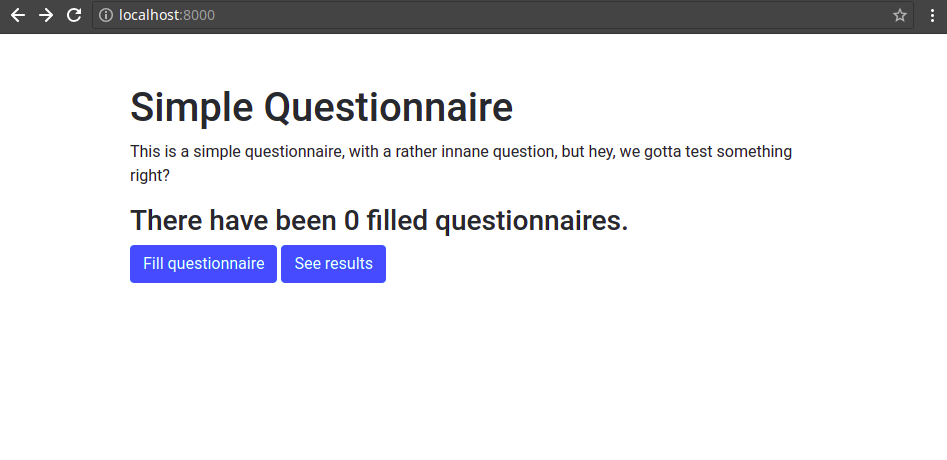 localhost:8000
Simple Questionnaire
This is a simple questionnaire, with a rather innane question, but hey, we gotta test something
right?
There have been 0 filled questionnaires.
Fill questionnaire See results